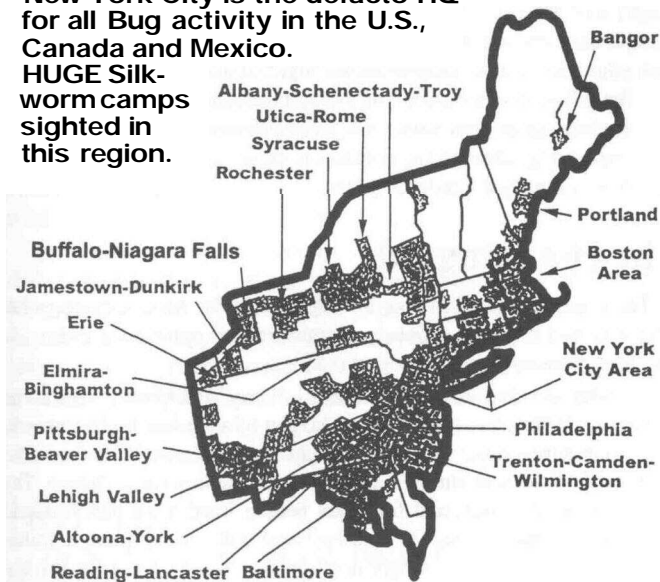 New York City is the defacto HQ
for all Bug activity in the U.S.,
Canada and Mexico.
HUGE Silk-
worm camps
sighted in
this region.
Bangor
Albany-Schenectady-Troy
Utica-Rome
Syracuse
Rochester
Portland
Buffalo-Niagara Falls
Boston
Area
Jamestown-Dunkirk
Erie
New York
City Area
Elmira-
Binghamton
Philadelphia
Pittsburgh-
Beaver Valley
Trenton-Camden-
Wilmington
Lehigh Valley
Altoona-York
Reading-Lancaster
Baltimore